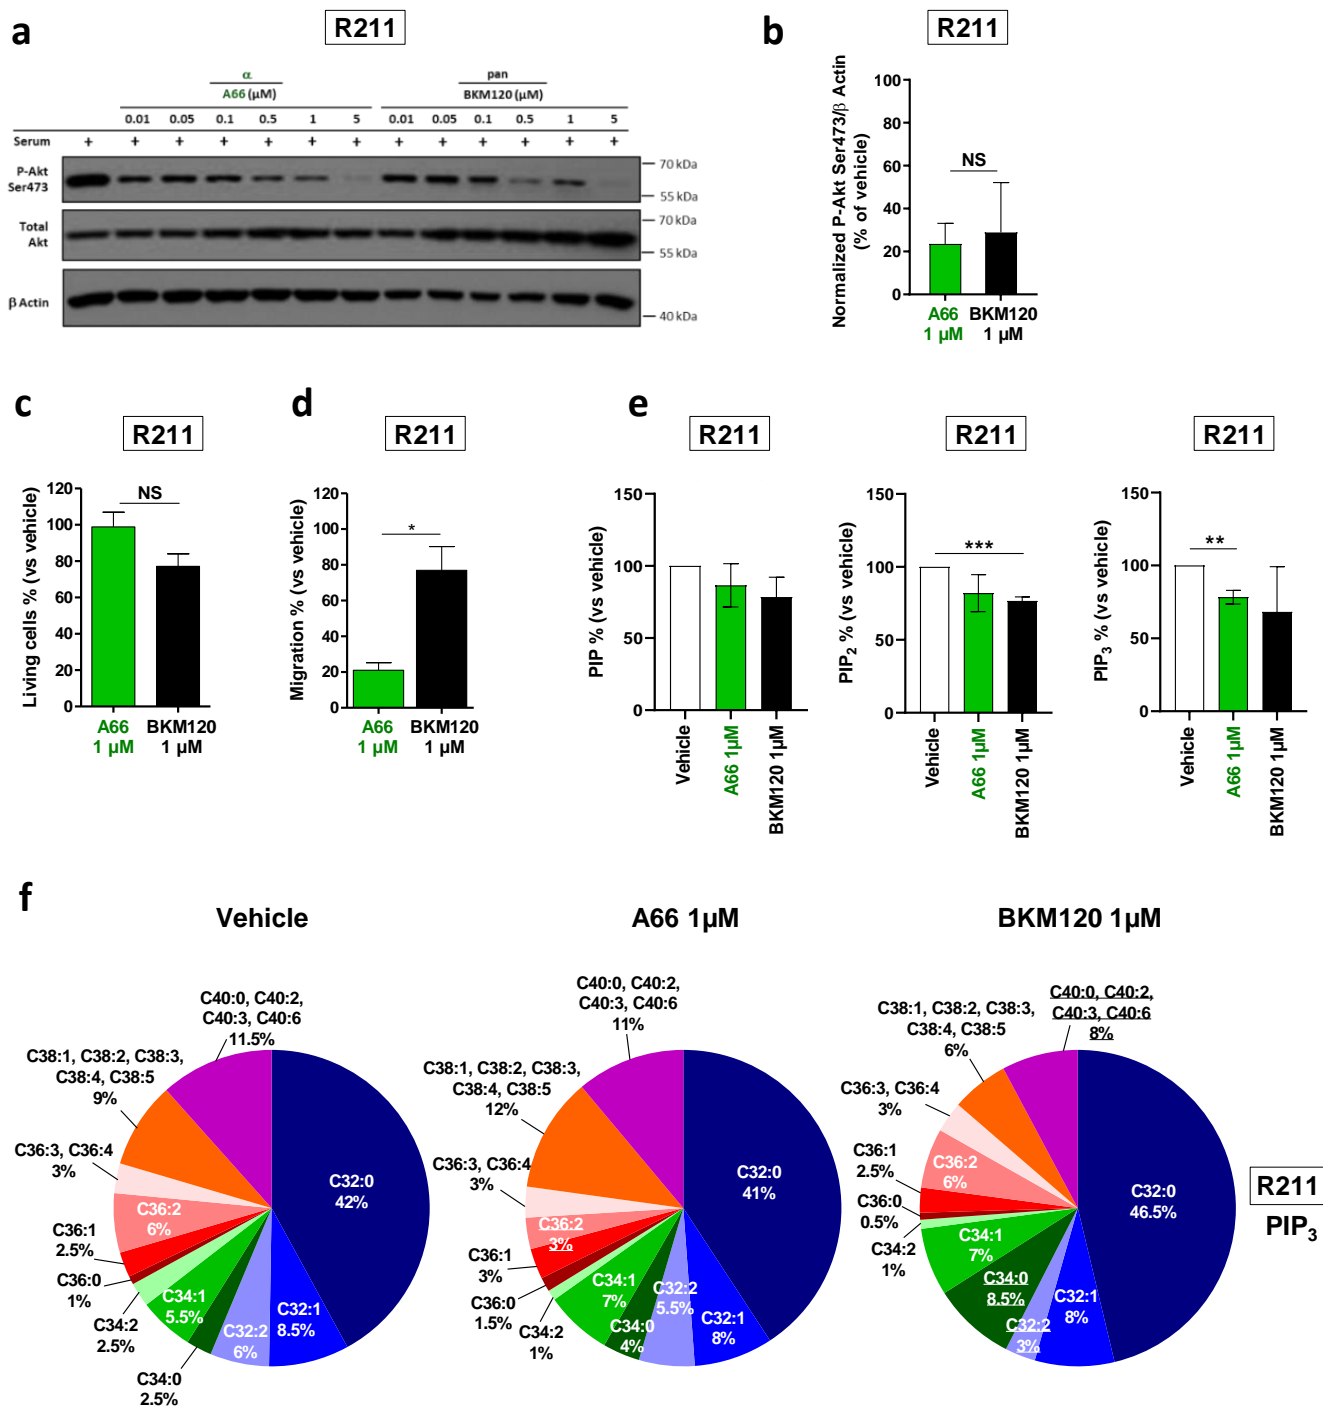 a
R211
α
A66 (μM)
pan
BKM120 (μM)
0.01 0.05 0.1 0.5 1 5 0.01 0.05 0.1 0.5 1 5
Serum + + + + + + + + + + + + +
P-Akt
Ser473
70 kDa
55 kDa
Total
Akt
70 kDa
55 kDa
β Actin
40 kDa
b
R211
Normalized P-Akt Ser473/β Actin
(% of vehicle)
100
80
60
40
20
0
NS
A66
1 μM
BKM120
1 μM
c
R211
Living cells % (vs vehicle)
120
100
80
60
40
20
0
NS
A66
1 μM
BKM120
1 μM
d
R211
Migration % (vs vehicle)
120
100
80
60
40
20
0
*
A66
1 μM
BKM120
1 μM
e
R211
PIP % (vs vehicle)
150
100
50
0
Vehicle
A66 1μM
BKM120 1μM
R211
PIP2 % (vs vehicle)
150
100
50
0
***
Vehicle
A66 1μM
BKM120 1μM
R211
PIP3 % (vs vehicle)
150
100
50
0
**
Vehicle
A66 1μM
BKM120 1μM
f
Vehicle
C40:0, C40:2,
C40:3, C40:6
11.5%
C38:1, C38:2, C38:3,
C38:4, C38:5
9%
C36:3, C36:4
3%
C36:2
6%
C36:1
2.5%
C36:0
1%
C34:2
2.5%
C34:1
5.5%
C34:0
2.5%
C32:2
6%
C32:1
8.5%
C32:0
42%
A66 1μM
C40:0, C40:2,
C40:3, C40:6
11%
C38:1, C38:2, C38:3,
C38:4, C38:5
12%
C36:3, C36:4
3%
C36:2
3%
C36:1
3%
C36:0
1.5%
C34:2
1%
C34:1
7%
C34:0
4%
C32:2
5.5%
C32:1
8%
C32:0
41%
BKM120 1μM
C40:0, C40:2,
C40:3, C40:6
8%
C38:1, C38:2, C38:3,
C38:4, C38:5
6%
C36:3, C36:4
3%
C36:2
6%
C36:1
2.5%
C36:0
0.5%
C34:2
1%
C34:1
7%
C34:0
8.5%
C32:2
3%
C32:1
8%
C32:0
46.5%
R211
PIP3